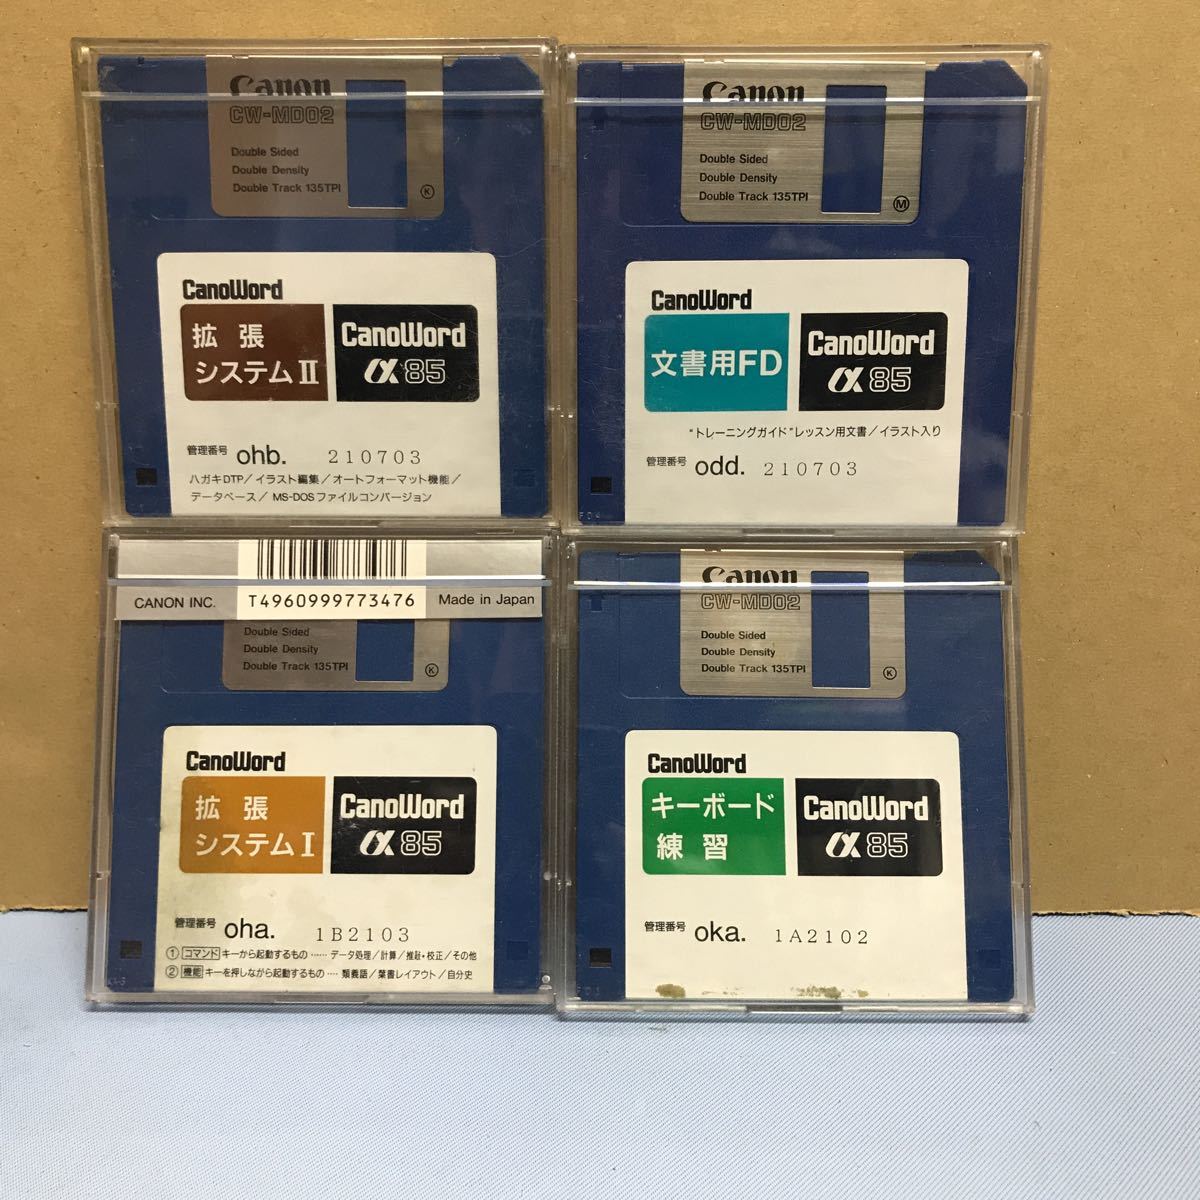 Canon
CW-MD02
Double Sided
Double Density
Double Track 135TPI
K
CanoWord
拡張
システムⅡ
CanoWord
α85
管理番号 ohb. 210703
ハガキDTP/イラスト編集/オートフォーマット機能/
データベース/MS-DOSファイルコンバージョン
Canon
CW-MD02
Double Sided
Double Density
Double Track 135TPI
M
CanoWord
文書用FD
CanoWord
α85
“トレーニングガイド”レッスン用文書/イラスト入り
管理番号 odd. 210703
CANON INC. T4960999773476 Made in Japan
Double Sided
Double Density
Double Track 135TPI
K
CanoWord
拡張
システムⅠ
CanoWord
α85
管理番号 oha. 1B2103
①コマンドキーから起動するもの……データ処理/計算/推敲・校正/その他
②機能キーを押しながら起動するもの‥‥類義語/葉書レイアウト/自分史
Canon
CW-MD02
Double Sided
Double Density
Double Track 135TPI
K
CanoWord
キーボード
練習
CanoWord
α85
管理番号 oka. 1A2102